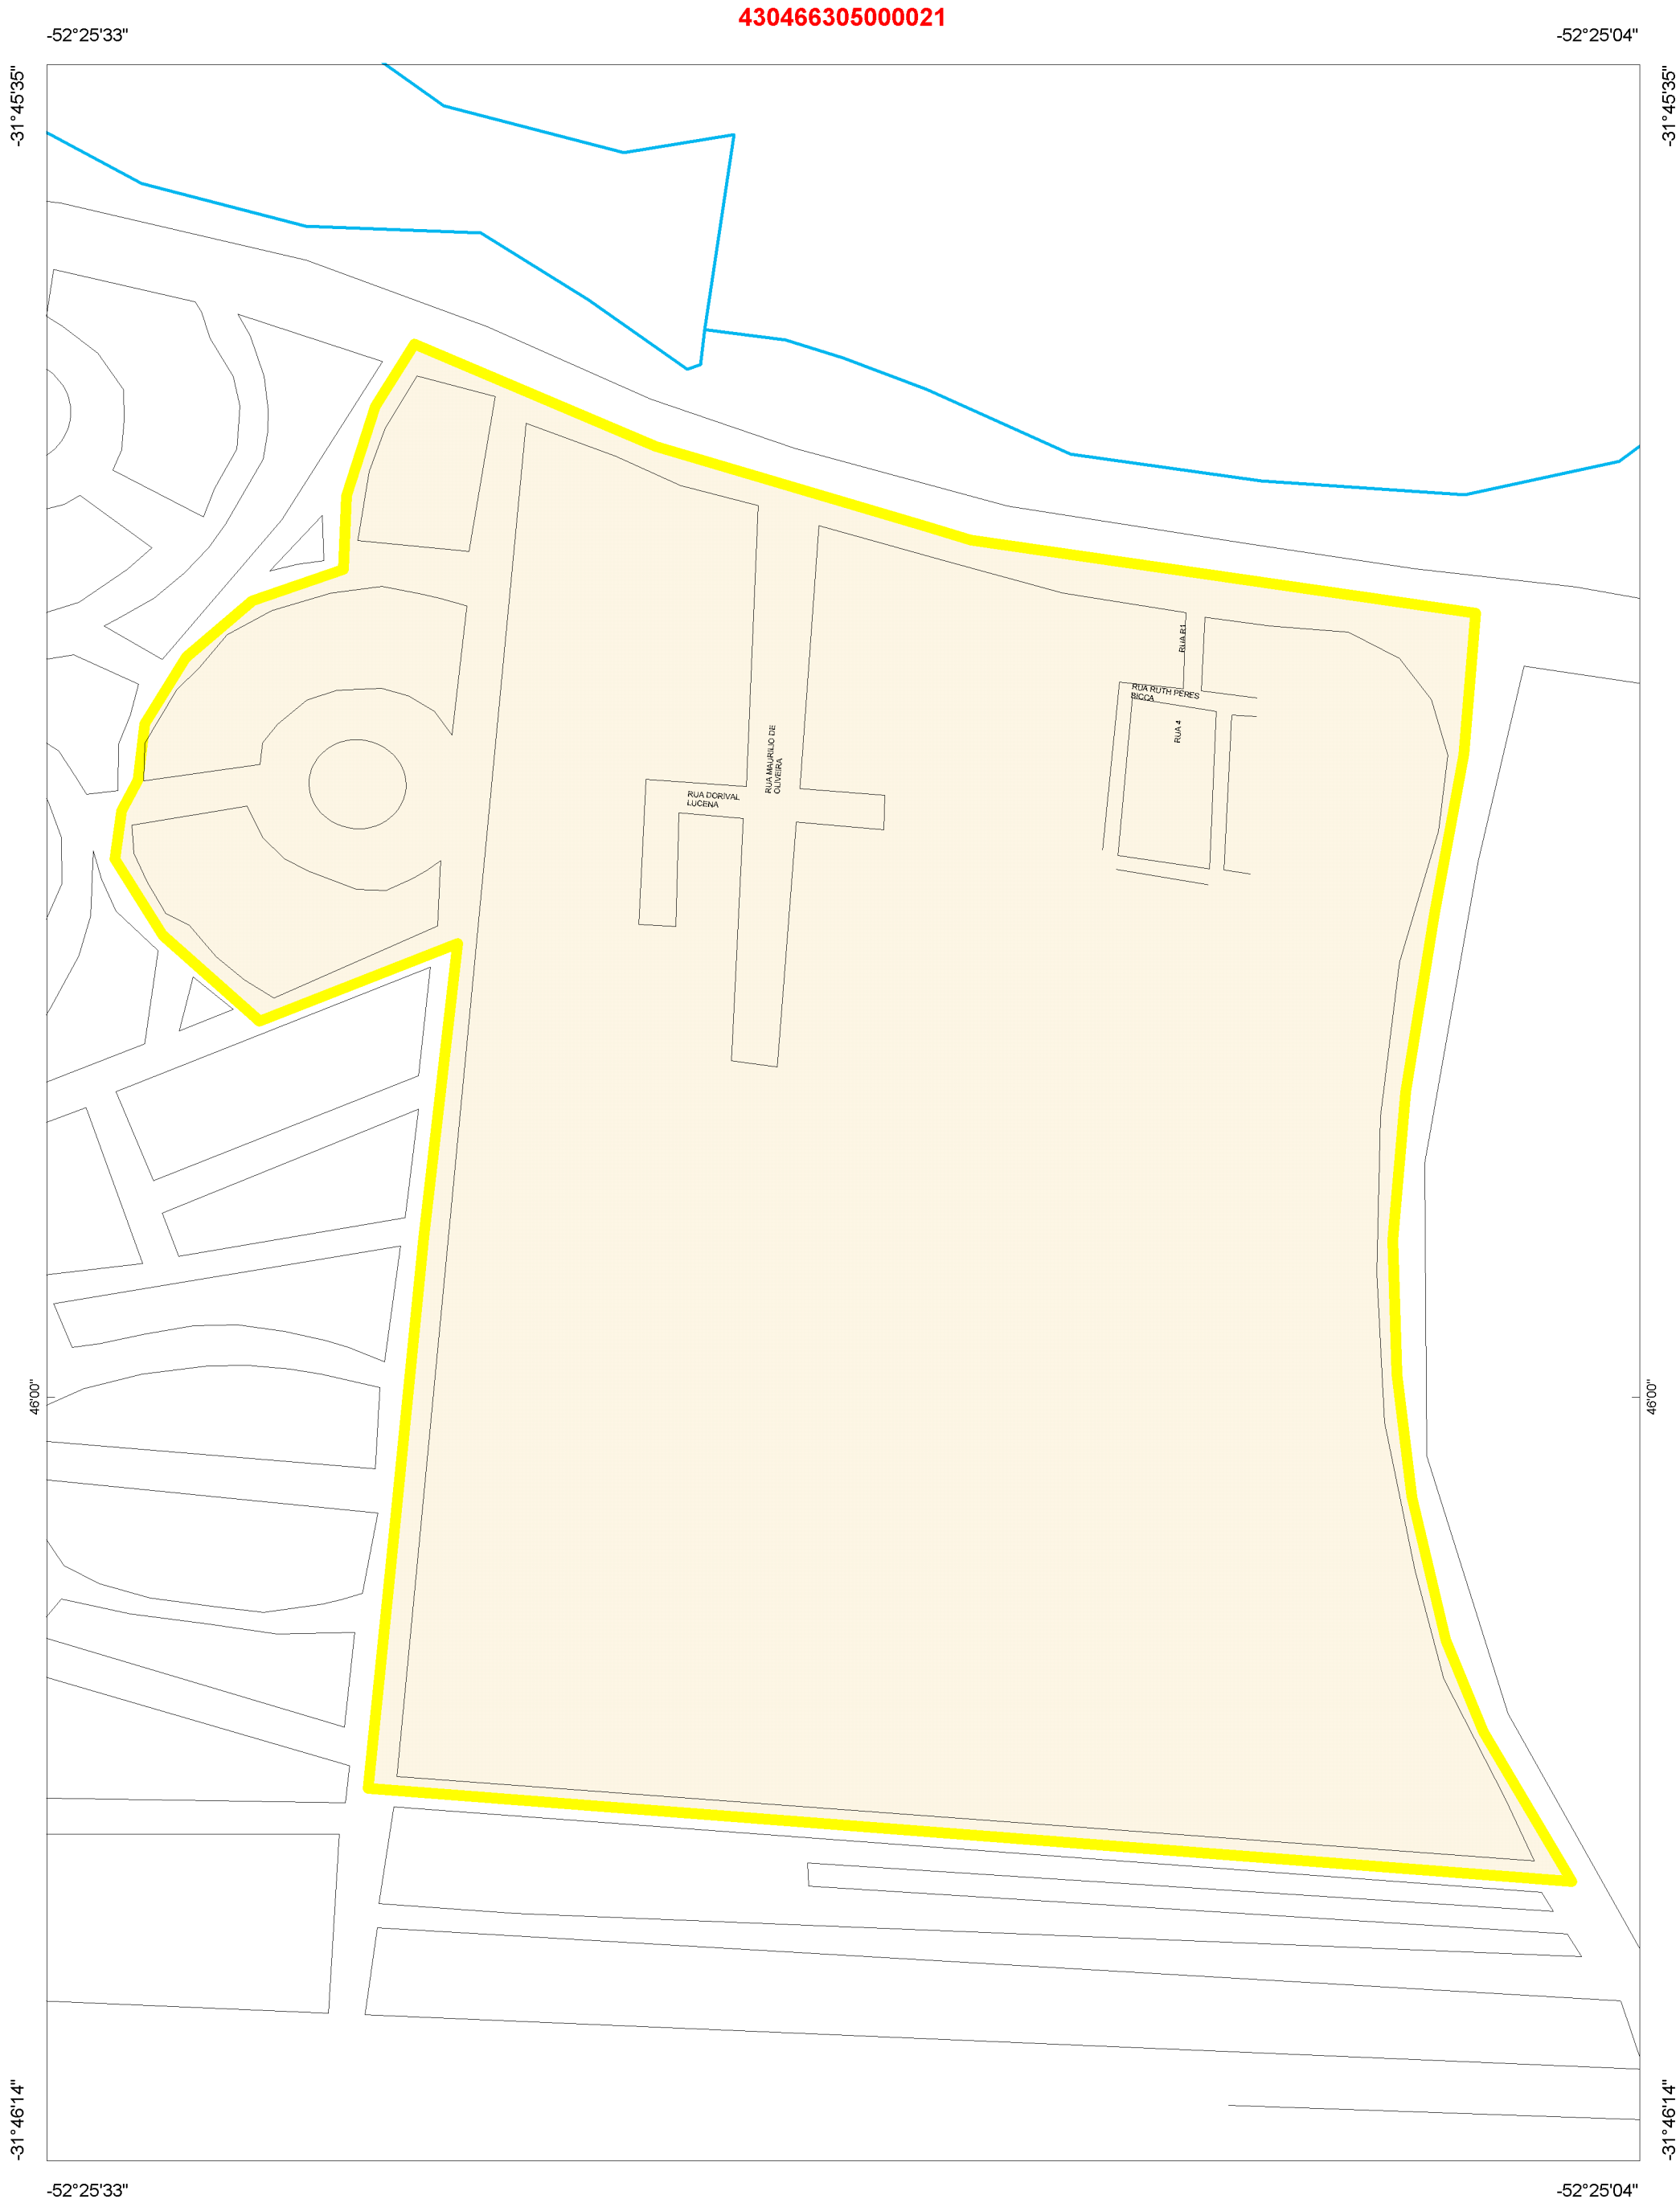 430466305000021
-52°25'33"
-52°25'04"
-31°45'35"
-31°45'35"
RUA R1
RUA RUTH PERES
BICCA
RUA 4
RUA MAURILIO DE
OLIVEIRA
RUA DORIVAL
LUCENA
46'00"
46'00"
-31°46'14"
-31°46'14"
-52°25'33"
-52°25'04"